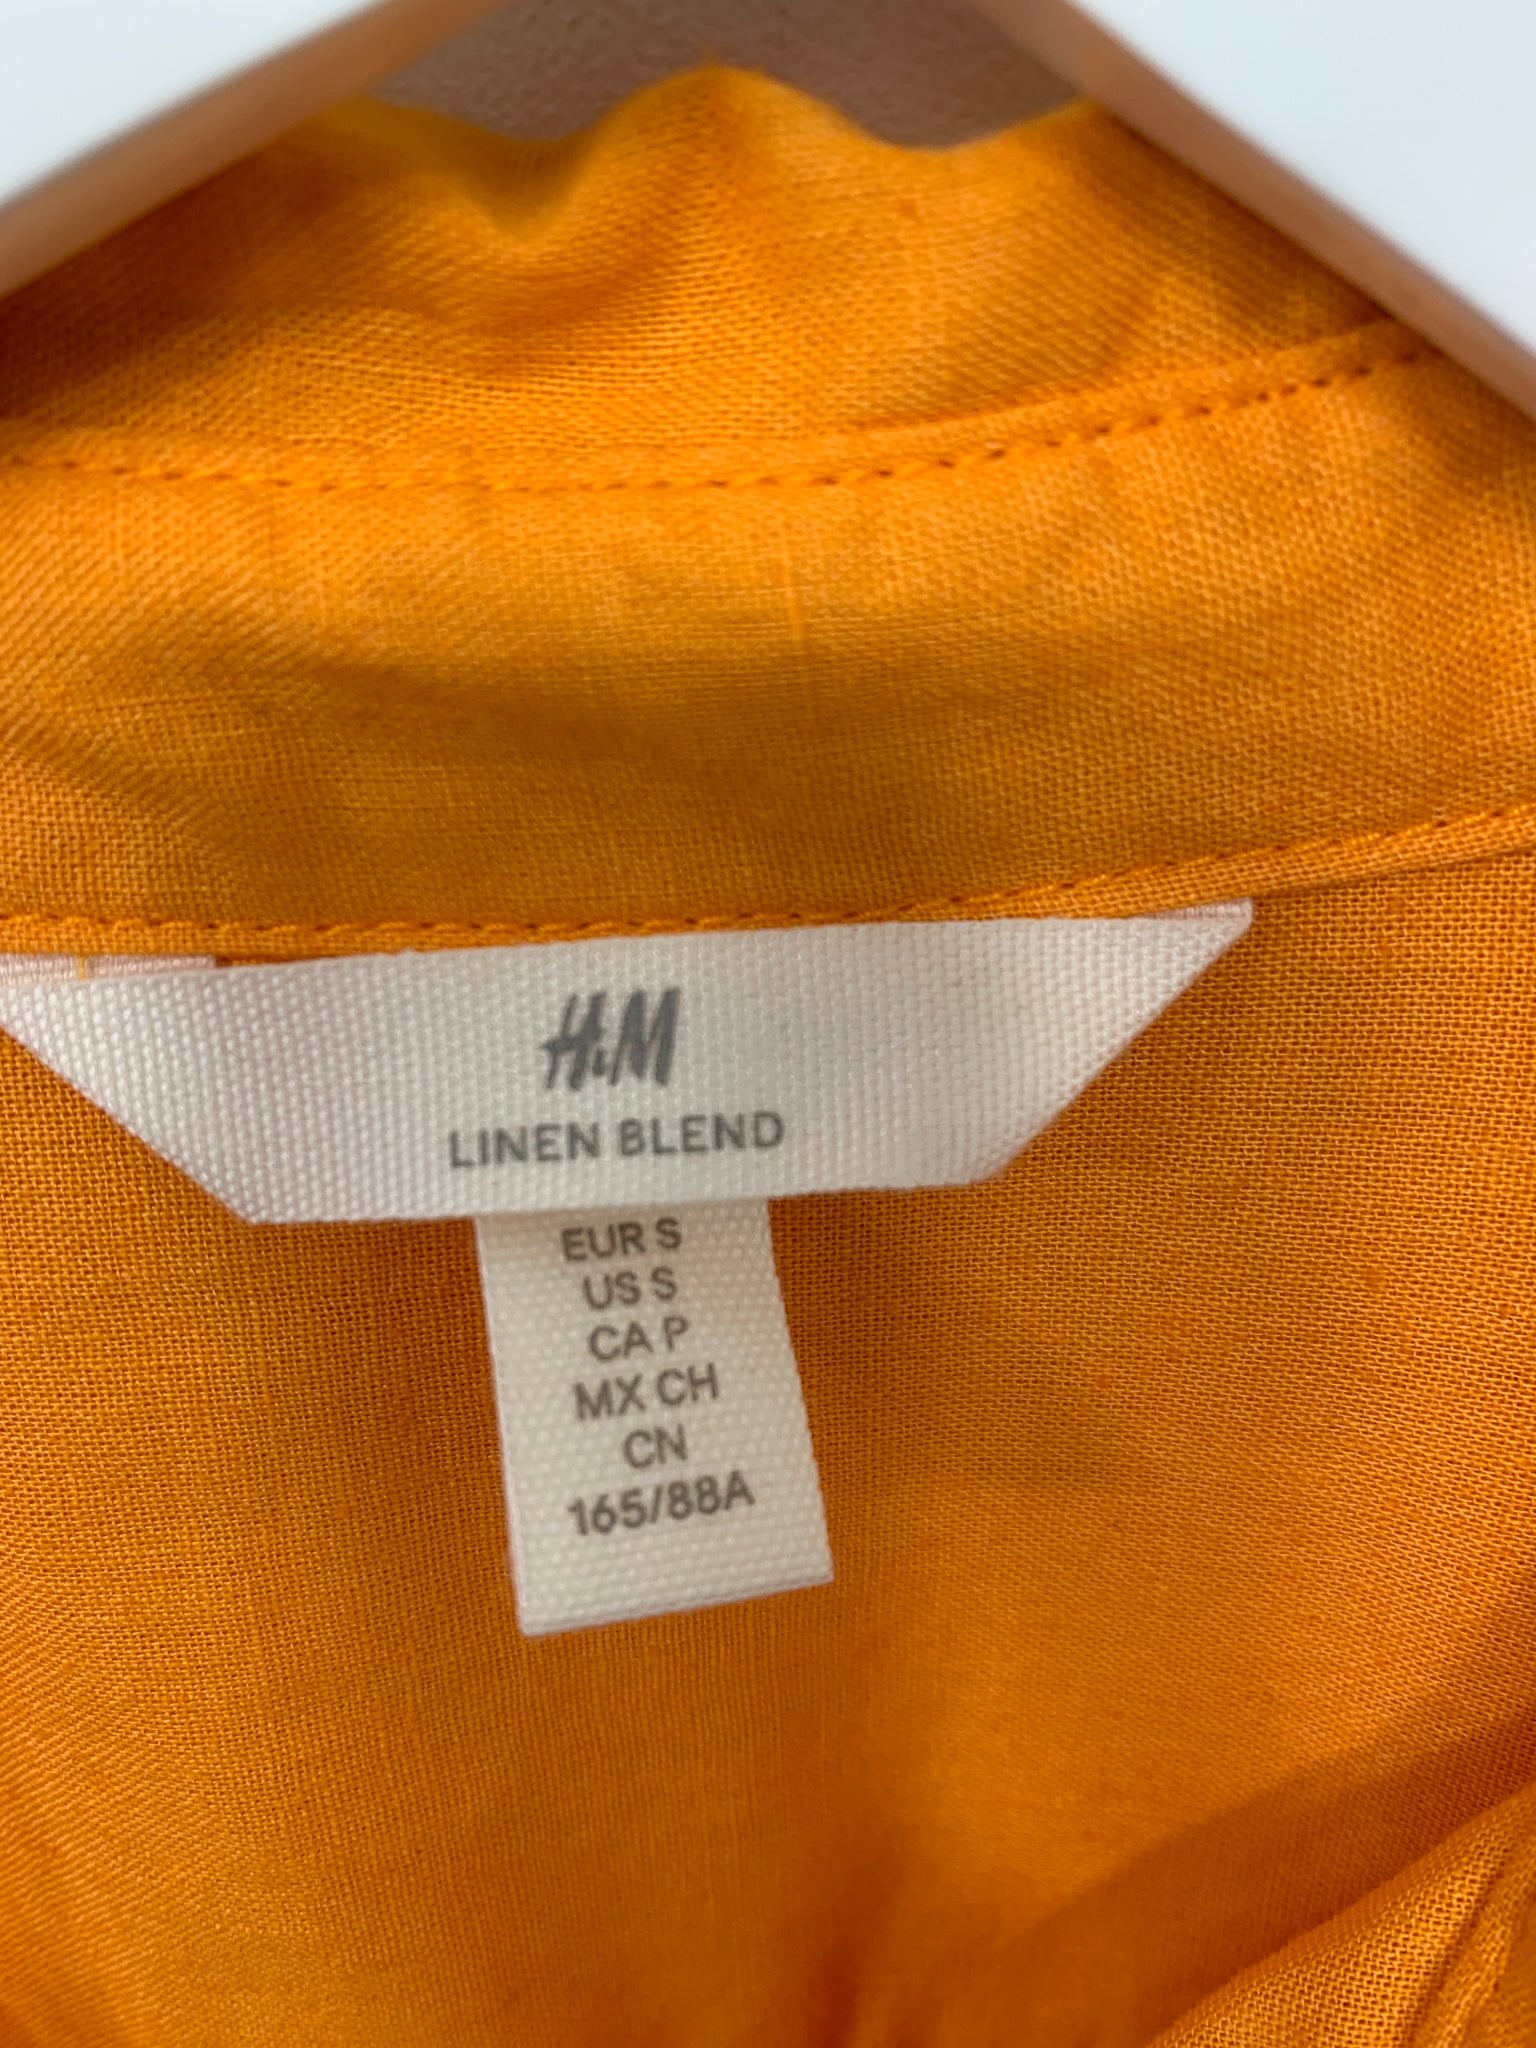 H&M
LINEN BLEND
EUR S
US S
CA P
MX CH
CN
165/88A